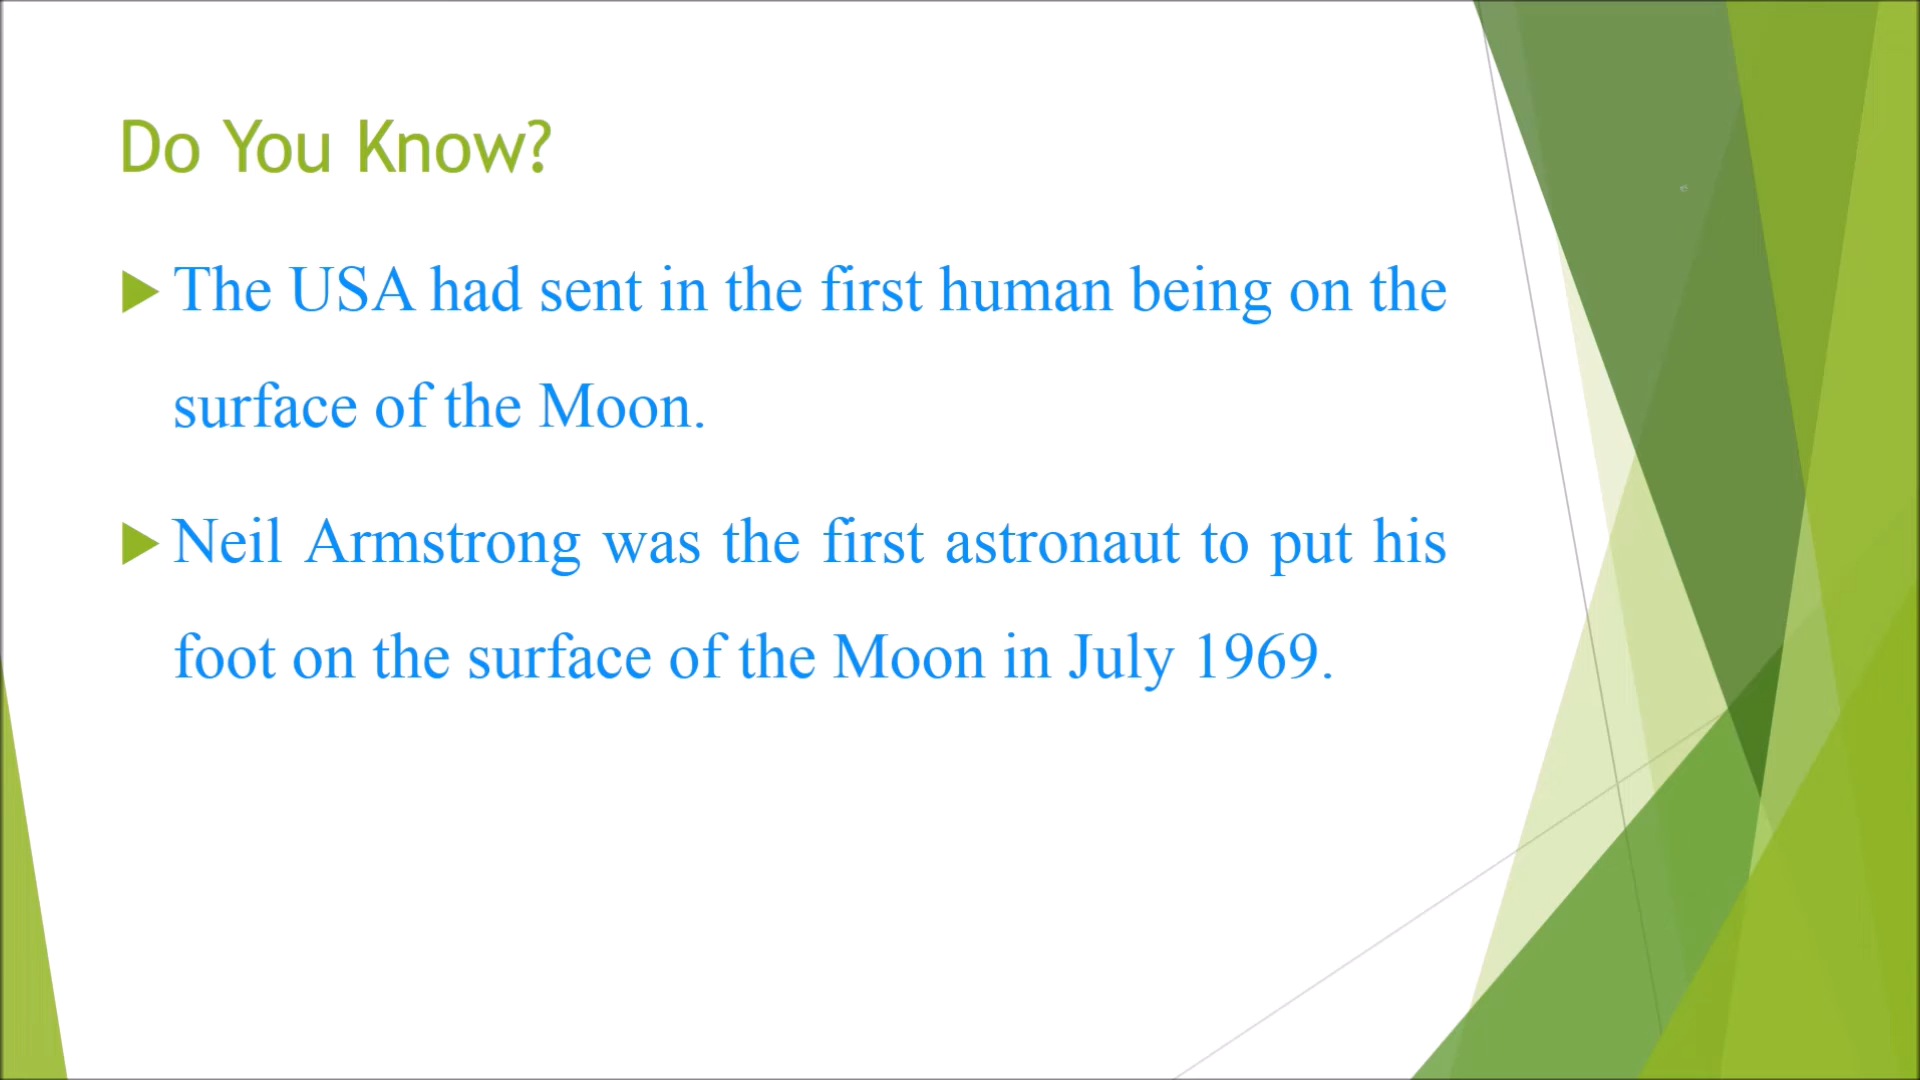 Do You Know?
The USA had sent in the first human being on the
surface of the Moon.
Neil Armstrong was the first astronaut to put his
foot on the surface of the Moon in July 1969.